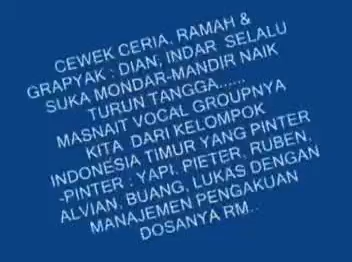 CEWEK CERIA, RAMAH &
GRAPYAK : DIAN, INDAR SELALU
SUKA MONDAR-MANDIR NAIK
TURUN TANGGA......
MASNAIT VOCAL GROUPNYA
KITA DARI KELOMPOK
INDONESIA TIMUR YANG PINTER
-PINTER : YAPI, PIETER, RUBEN,
ALVIAN, BUANG, LUKAS DENGAN
MANAJEMEN PENGAKUAN
DOSANYA RM..